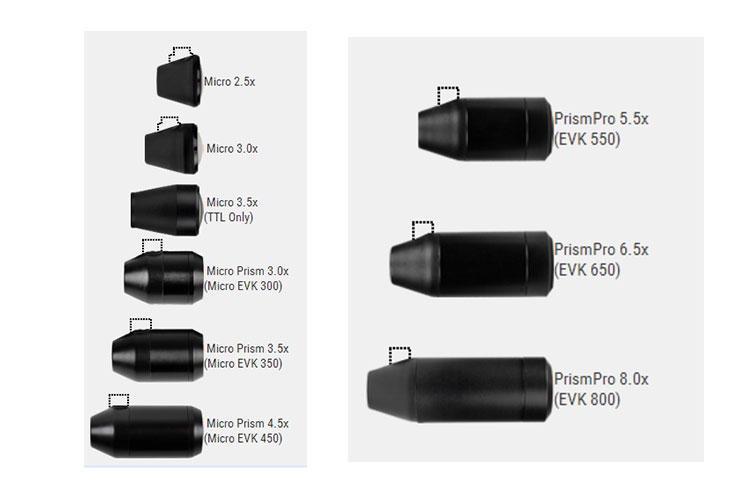 Micro 2.5x
Micro 3.0x
Micro 3.5x
(TTL Only)
Micro Prism 3.0x
(Micro EVK 300)
Micro Prism 3.5x
(Micro EVK 350)
Micro Prism 4.5x
(Micro EVK 450)
PrismPro 5.5x
(EVK 550)
PrismPro 6.5x
(EVK 650)
PrismPro 8.0x
(EVK 800)